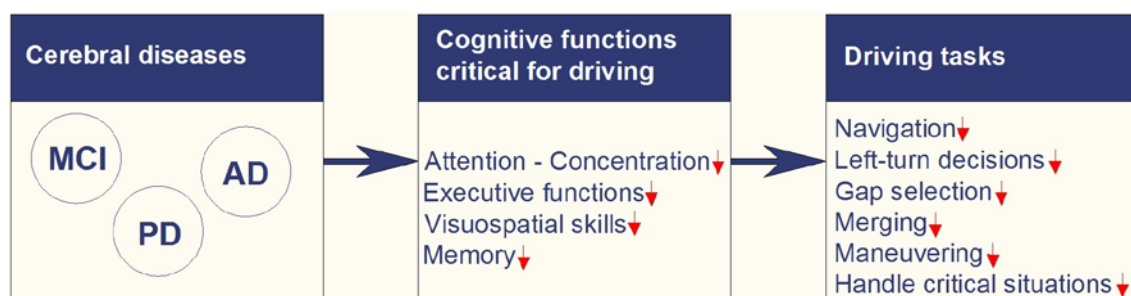 Cerebral diseases
MCI
AD
PD
Cognitive functions
critical for driving
Attention - Concentration
Executive functions
Visuospatial skills
Memory
Driving tasks
Navigation
Left-turn decisions
Gap selection
Merging
Maneuvering
Handle critical situations